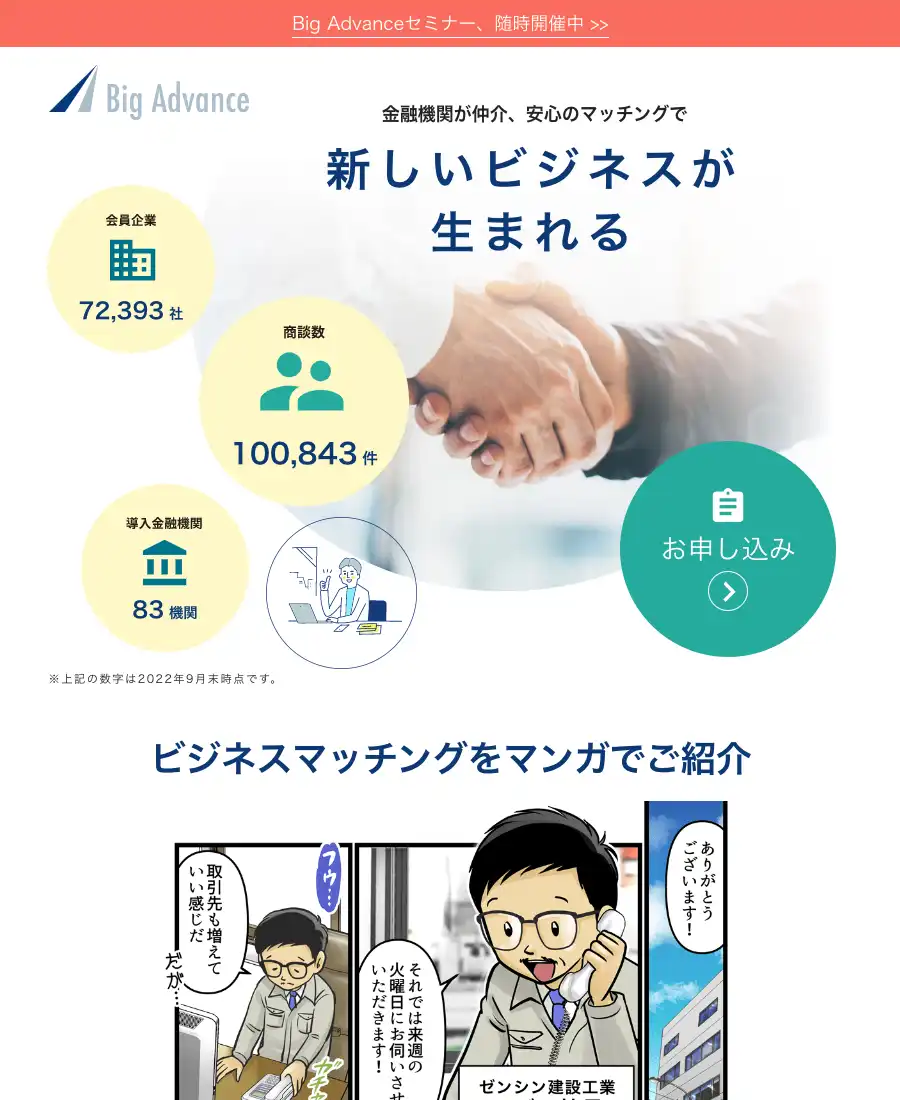 Big Advanceセミナー、随時開催中 >>
Big Advance
金融機関が仲介、安心のマッチングで
新しいビジネスが
生まれる
会員企業
72,393 社
商談数
100,843 件
導入金融機関
83 機関
お申し込み
※上記の数字は2022年9月末時点です。
ビジネスマッチングをマンガでご紹介
ありがとう
ございます！
それでは来週の
火曜日にお伺いさせ
いただきます！
ゼンシン建設工業
フゥ…
取引先も増えて
いい感じだ
だが…